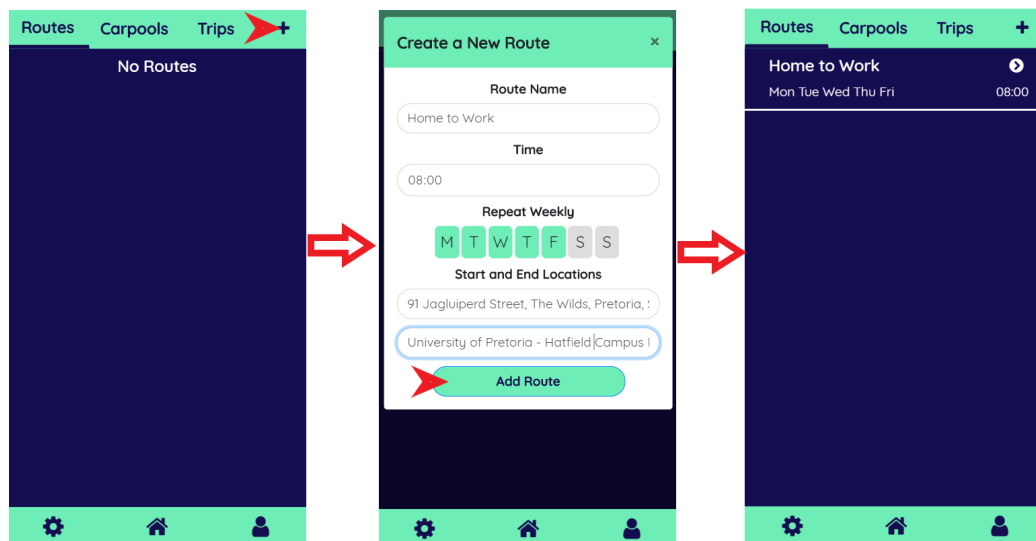 Routes Carpools Trips +
No Routes
Create a New Route ×
Route Name
Home to Work
Time
08:00
Repeat Weekly
M T W T F S S
Start and End Locations
91 Jagluiperd Street, The Wilds, Pretoria,
University of Pretoria - Hatfield Campus
Add Route
Routes Carpools Trips +
Home to Work
Mon Tue Wed Thu Fri 08:00